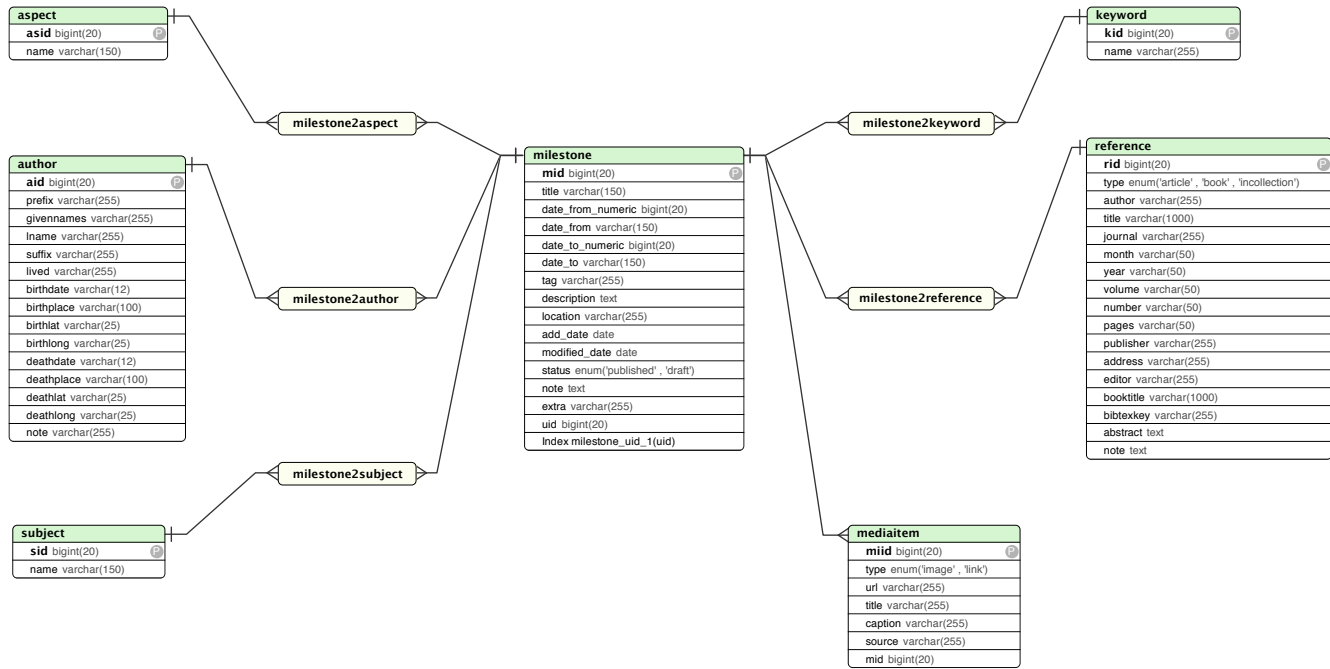 aspect
asid bigint(20) P
name varchar(150)
keyword
kid bigint(20) P
name varchar(255)
milestone2aspect
milestone2keyword
author
aid bigint(20) P
prefix varchar(255)
givennames varchar(255)
lname varchar(255)
suffix varchar(255)
lived varchar(255)
birthdate varchar(12)
birthplace varchar(100)
birthlat varchar(25)
birthlong varchar(25)
deathdate varchar(12)
deathplace varchar(100)
deathlat varchar(25)
deathlong varchar(25)
note varchar(255)
milestone
mid bigint(20) P
title varchar(150)
date_from_numeric bigint(20)
date_from varchar(150)
date_to_numeric bigint(20)
date_to varchar(150)
tag varchar(255)
description text
location varchar(255)
add_date date
modified_date date
status enum('published' , 'draft')
note text
extra varchar(255)
uid bigint(20)
Index milestone_uid_1(uid)
reference
rid bigint(20) P
type enum('article' , 'book' , 'incollection')
author varchar(255)
title varchar(1000)
journal varchar(255)
month varchar(50)
year varchar(50)
volume varchar(50)
number varchar(50)
pages varchar(50)
publisher varchar(255)
address varchar(255)
editor varchar(255)
booktitle varchar(1000)
bibtexkey varchar(255)
abstract text
note text
milestone2author
milestone2reference
milestone2subject
subject
sid bigint(20) P
name varchar(150)
mediaitem
miid bigint(20) P
type enum('image' , 'link')
url varchar(255)
title varchar(255)
caption varchar(255)
source varchar(255)
mid bigint(20)